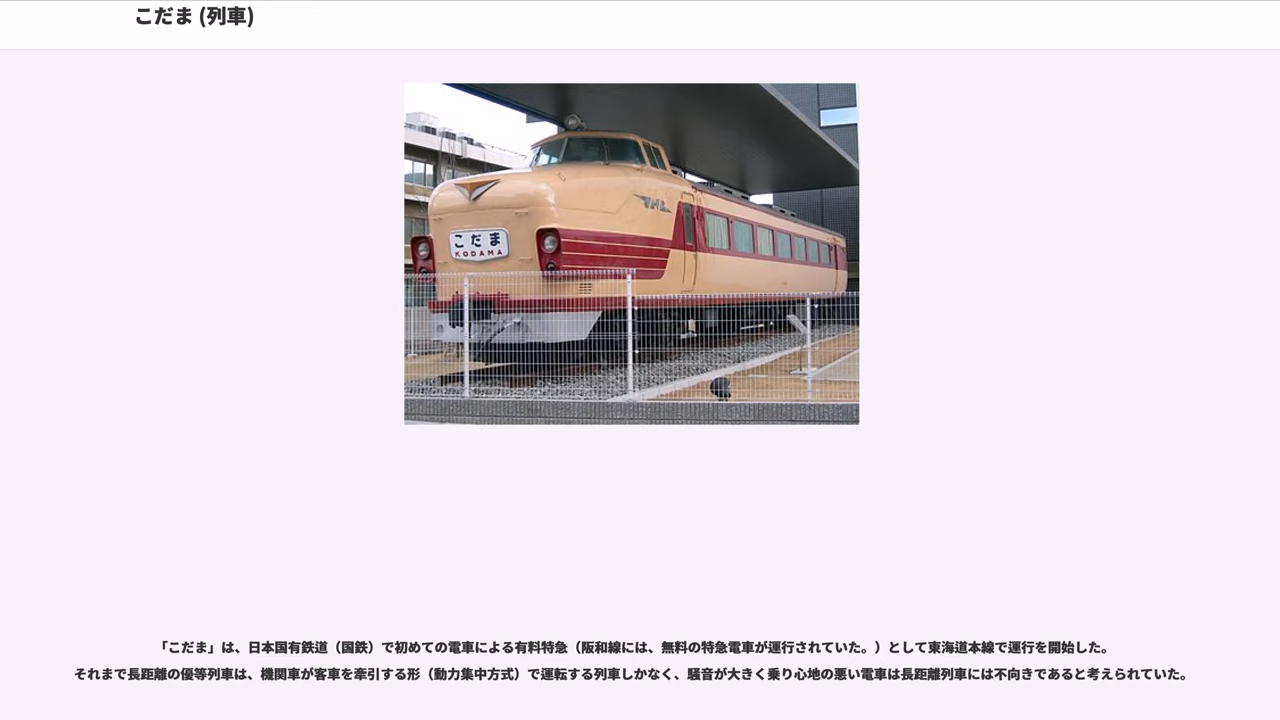 こだま (列車)
こだま
KODAMA
「こだま」は、日本国有鉄道（国鉄）で初めての電車による有料特急（阪和線には、無料の特急電車が運行されていた。）として東海道本線で運行を開始した。
それまで長距離の優等列車は、機関車が客車を牽引する形（動力集中方式）で運転する列車しかなく、騒音が大きく乗り心地の悪い電車は長距離列車には不向きであると考えられていた。